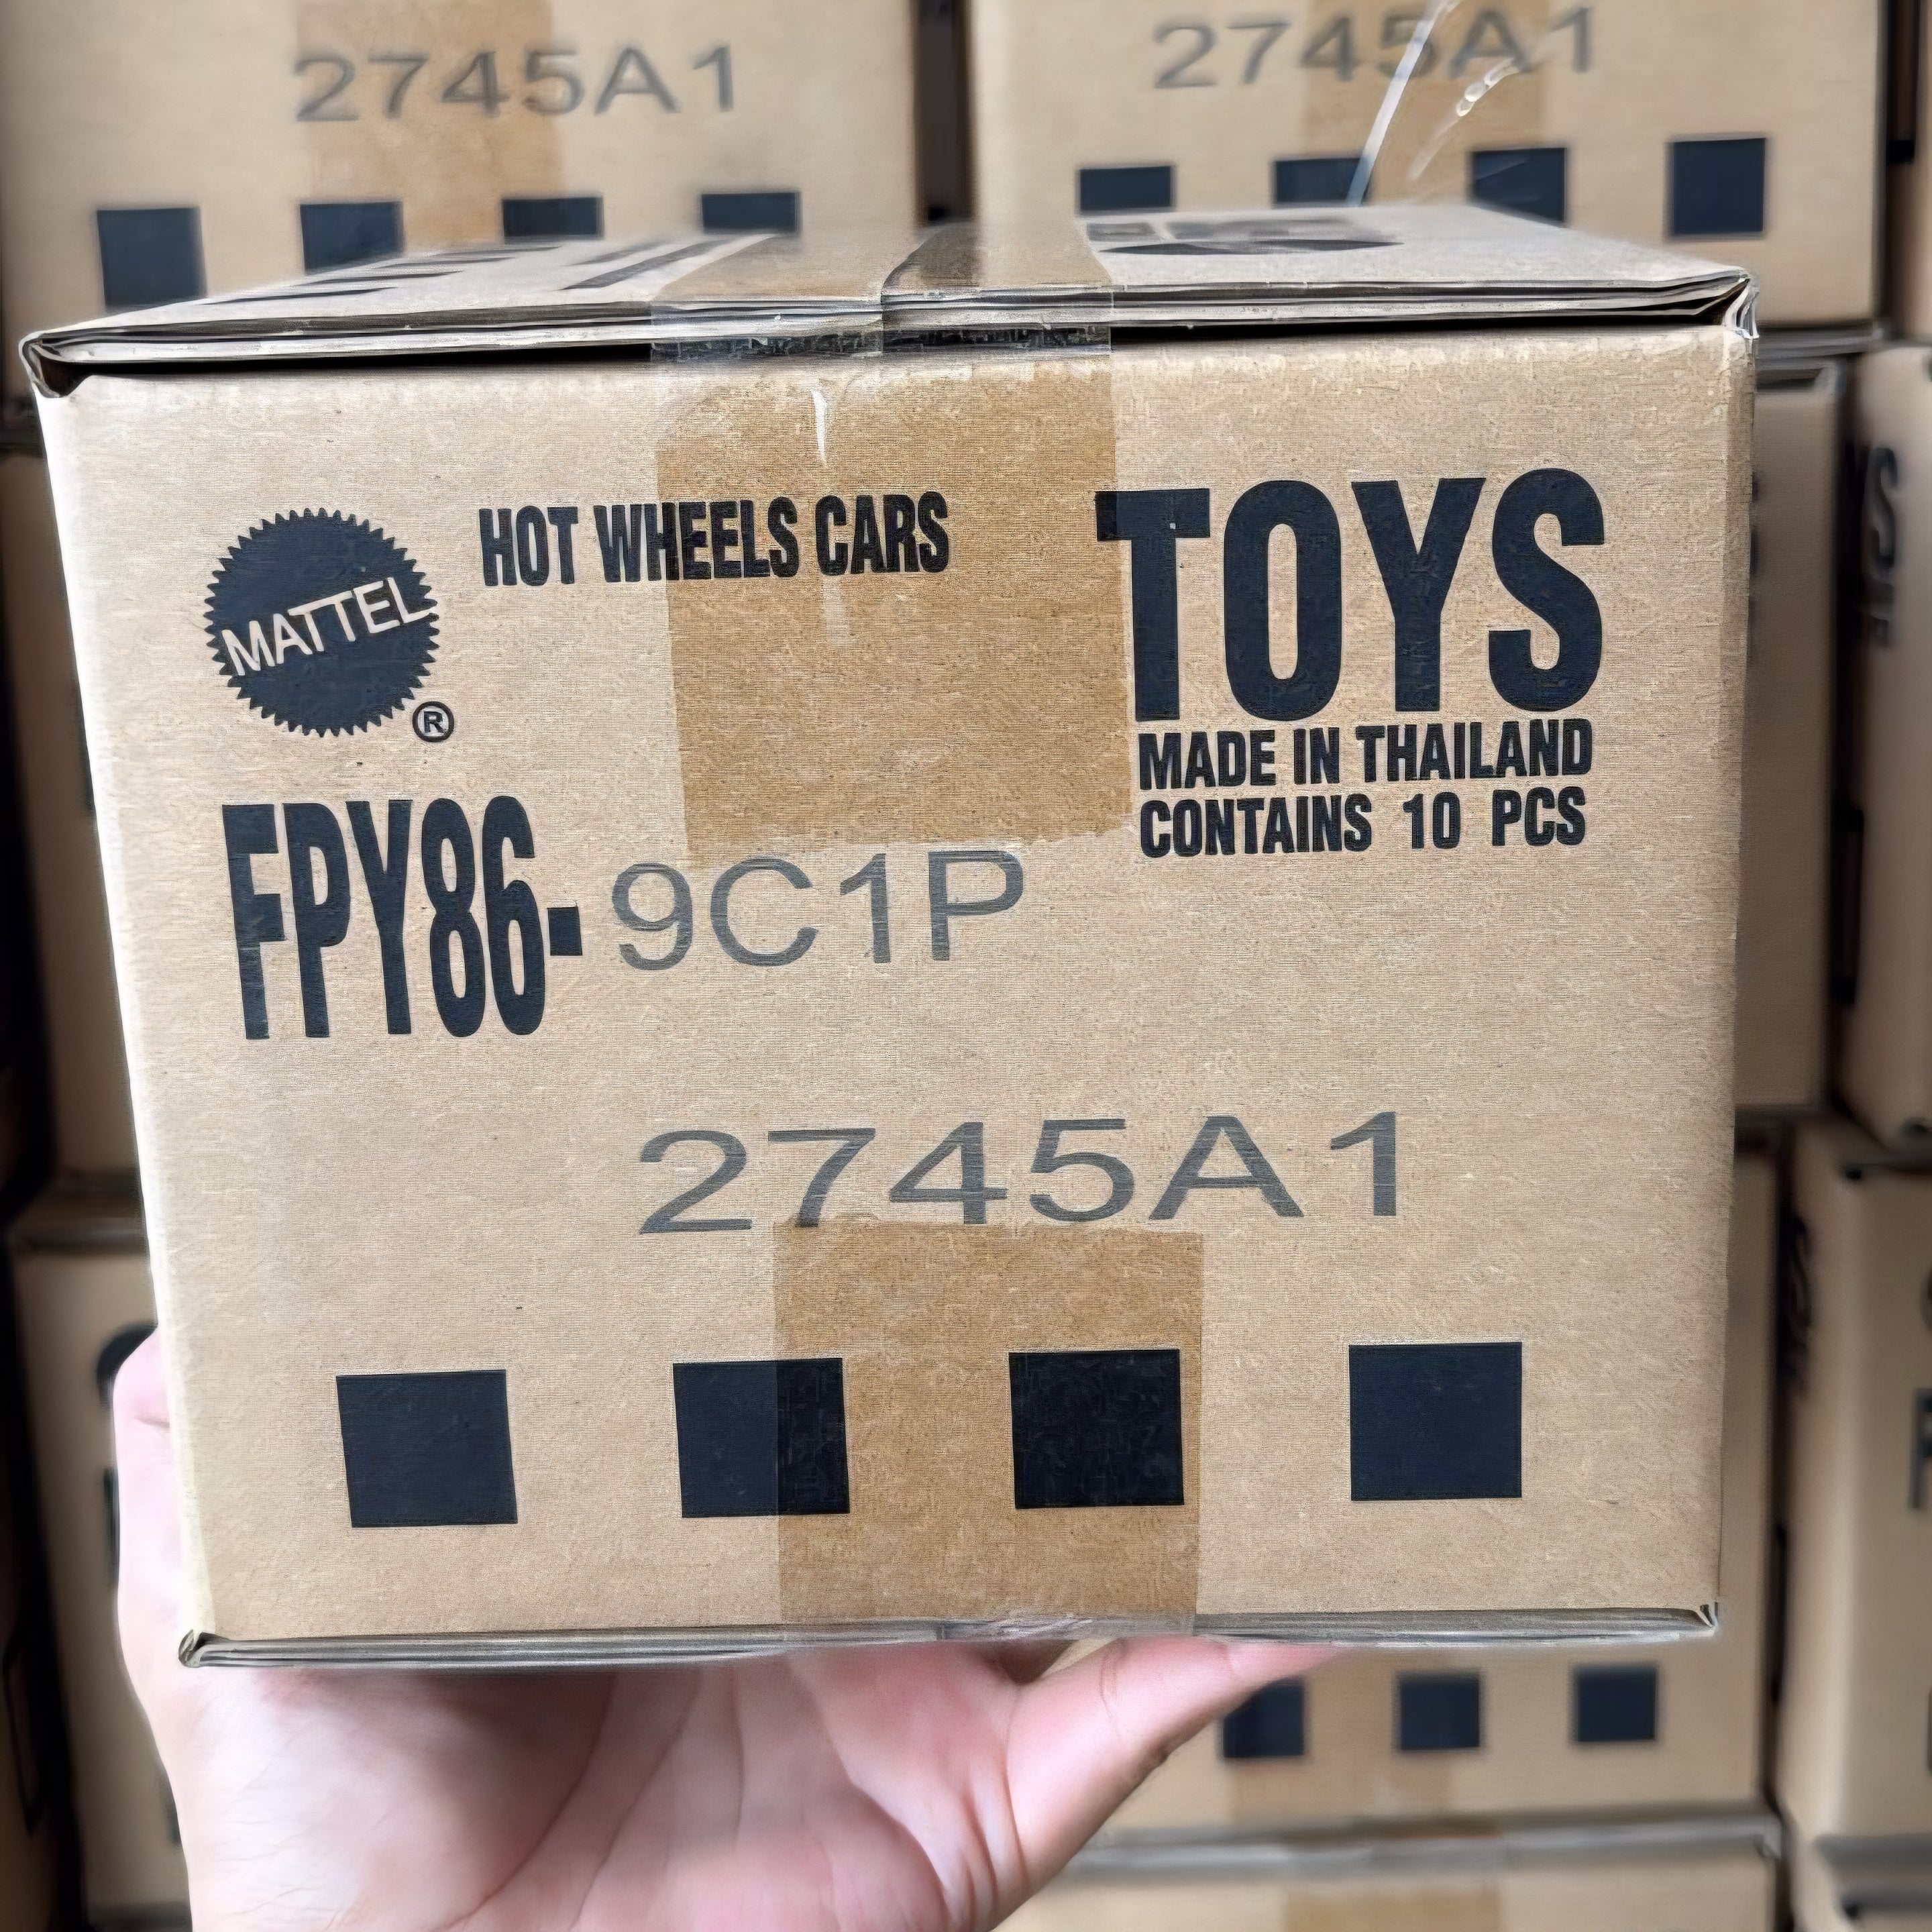 2745A1
2745A1
MATTEL
®
HOT WHEELS CARS
TOYS
MADE IN THAILAND
CONTAINS 10 PCS
FPY86-9C1P
2745A1